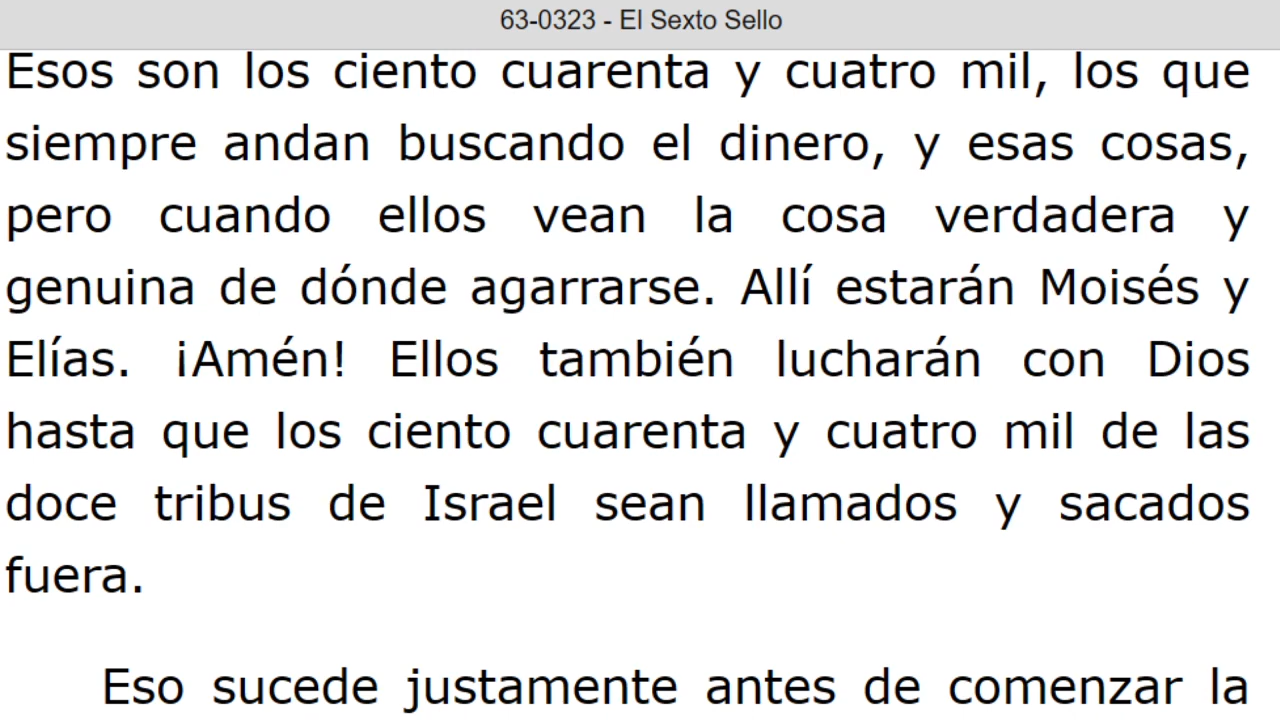 63-0323 - El Sexto Sello
Esos son los ciento cuarenta y cuatro mil, los que
siempre andan buscando el dinero, y esas cosas,
pero cuando ellos vean la cosa verdadera y
genuina de dónde agarrarse. Allí estarán Moisés y
Elías. ¡Amén! Ellos también lucharán con Dios
hasta que los ciento cuarenta y cuatro mil de las
doce tribus de Israel sean llamados y sacados
fuera.
Eso sucede justamente antes de comenzar la